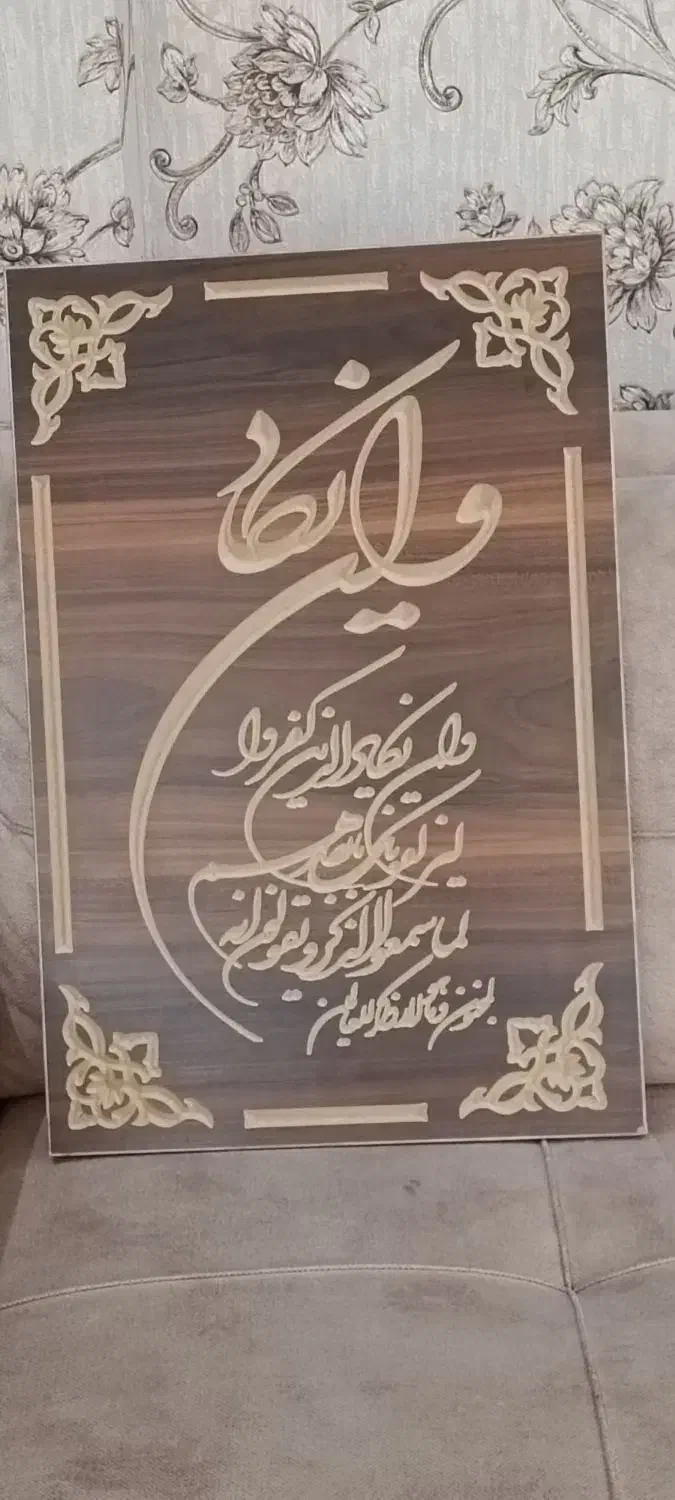 وان یکاد
وان یکاد الذین کفروا
لیزلقونک بابصارهم
لما سمعوا الذکر و یقولون انه
لمجنون و ما هو الا ذکر للعالمین